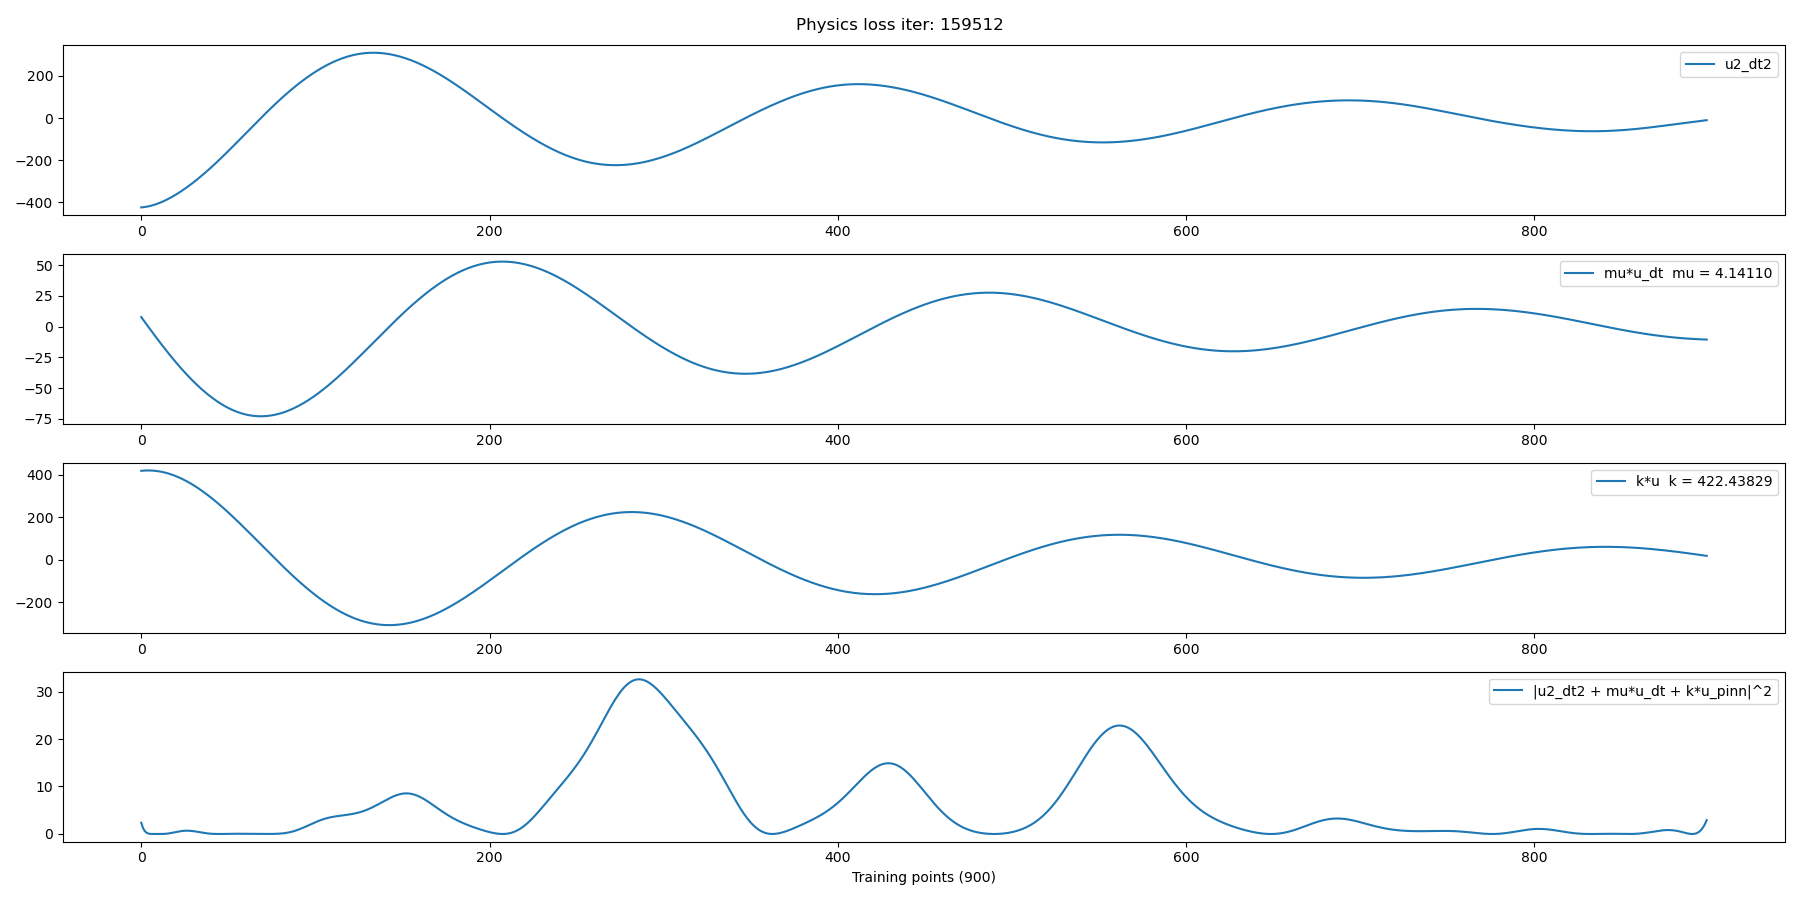 Physics loss iter: 159512
u2_dt2
200
0
−200
−400
0 200 400 600 800
mu*u_dt mu = 4.14110
50
25
0
−25
−50
−75
0 200 400 600 800
k*u k = 422.43829
400
200
0
−200
0 200 400 600 800
|u2_dt2 + mu*u_dt + k*u_pinn|^2
30
20
10
0
0 200 400 600 800
Training points (900)